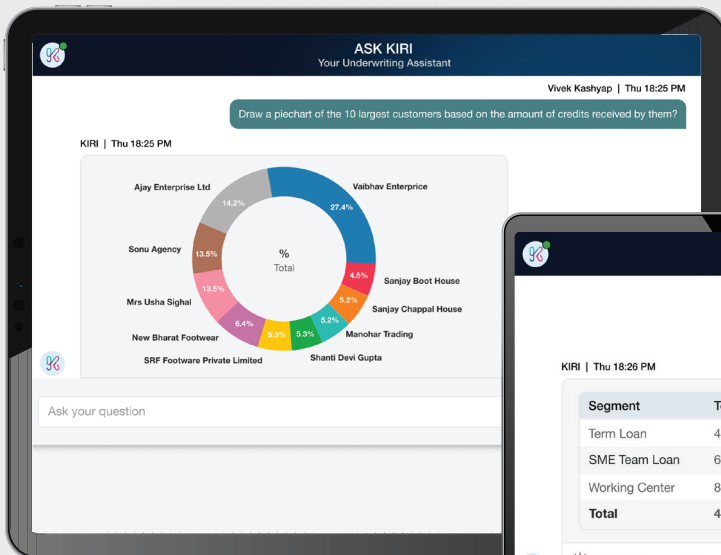 ASK KIRI
Your Underwriting Assistant
Vivek Kashyap | Thu 18:25 PM
Draw a piechart of the 10 largest customers based on the amount of credits received by them?
KIRI | Thu 18:25 PM
Ajay Enterprise Ltd
14.2%
Vaibhav Enterprice
27.4%
Sonu Agency
13.5%
%
Total
4.5%
Sanjay Boot House
Mrs Usha Sighal
13.5%
5.2%
Sanjay Chappal House
New Bharat Footwear
6.4%
5.3%
5.3%
5.2%
Manohar Trading
SRF Footware Private Limited
Shanti Devi Gupta
Ask your question
KIRI | Thu 18:26 PM
Segment
Term Loan 4
SME Team Loan 6
Working Center 8
Total 4